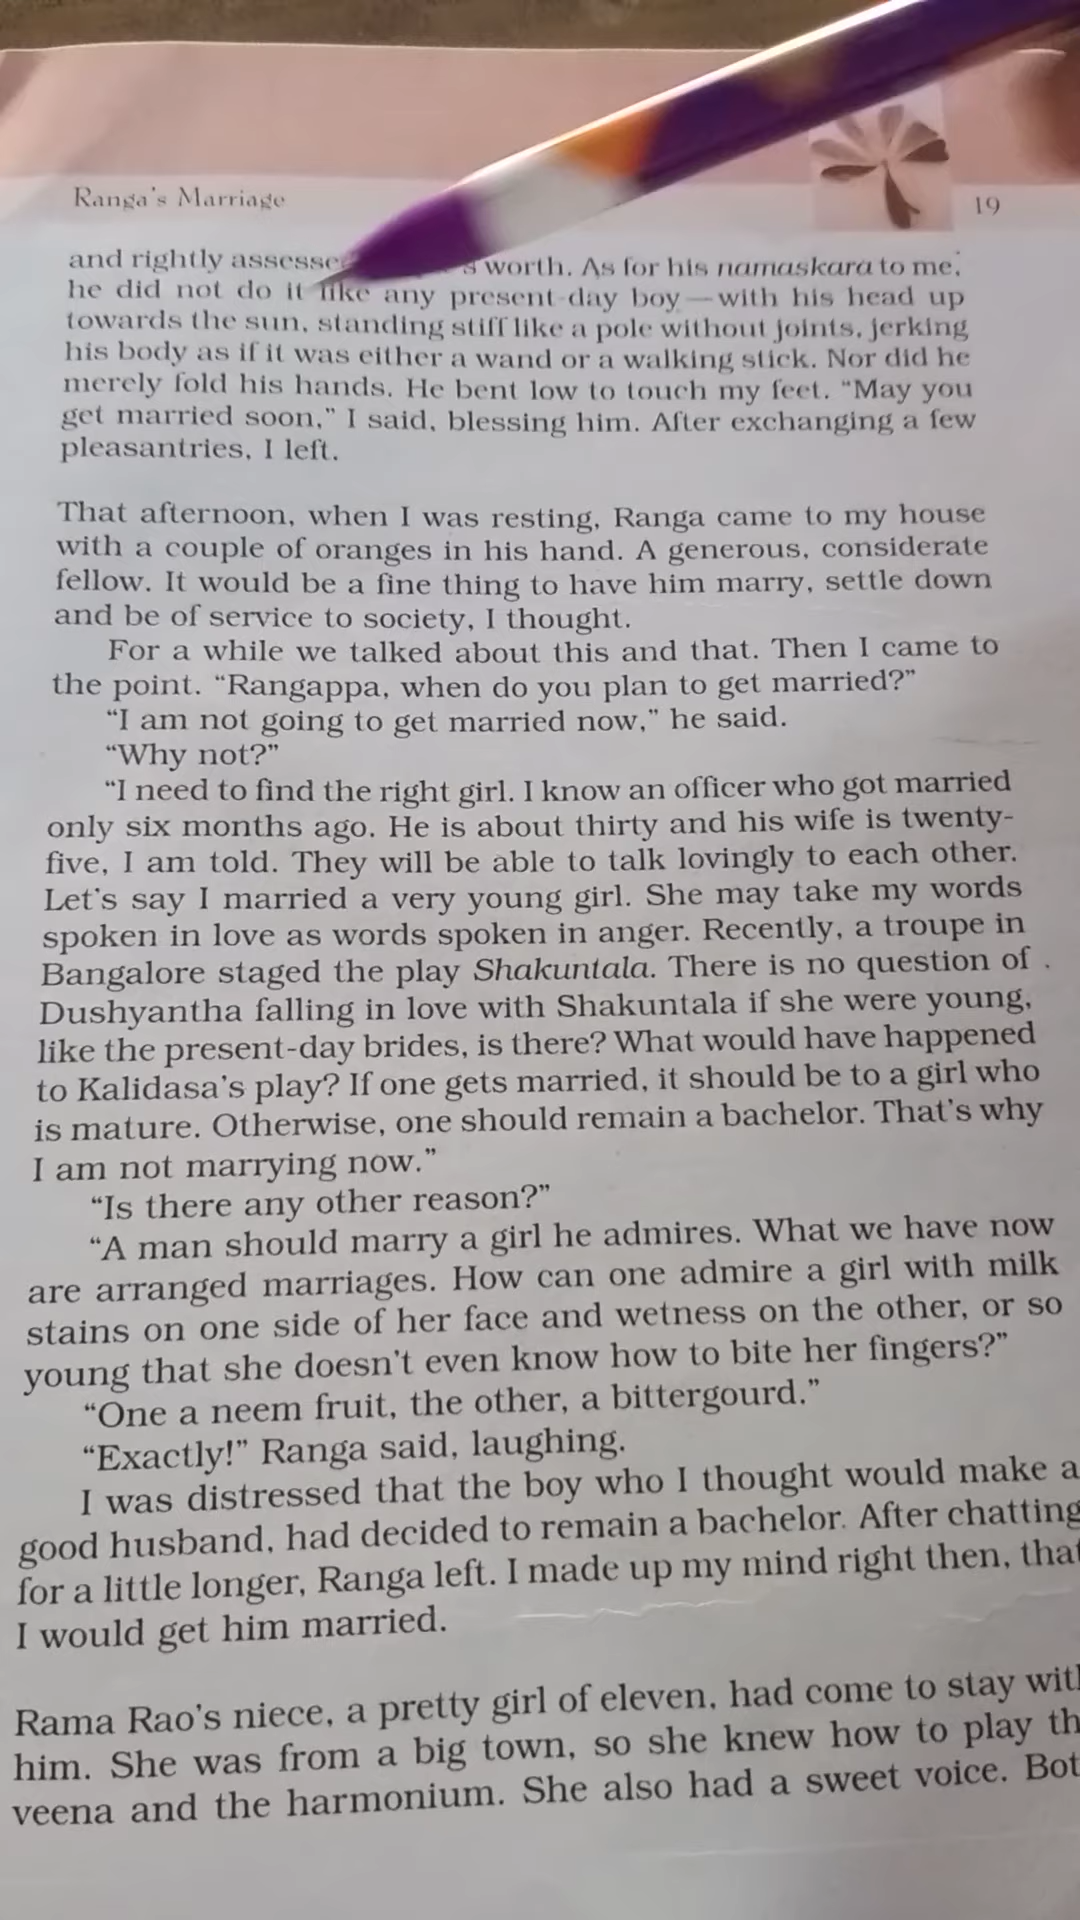 Ranga's Marriage
19
and rightly assesse worth. As for his namaskara to me,
he did not do it like any present-day boy—with his head up
towards the sun, standing stiff like a pole without joints, jerking
his body as if it was either a wand or a walking stick. Nor did he
merely fold his hands. He bent low to touch my feet. “May you
get married soon,” I said, blessing him. After exchanging a few
pleasantries, I left.
That afternoon, when I was resting, Ranga came to my house
with a couple of oranges in his hand. A generous, considerate
fellow. It would be a fine thing to have him marry, settle down
and be of service to society, I thought.
For a while we talked about this and that. Then I came to
the point. “Rangappa, when do you plan to get married?”
“I am not going to get married now,” he said.
“Why not?”
“I need to find the right girl. I know an officer who got married
only six months ago. He is about thirty and his wife is twenty-
five, I am told. They will be able to talk lovingly to each other.
Let's say I married a very young girl. She may take my words
spoken in love as words spoken in anger. Recently, a troupe in
Bangalore staged the play Shakuntala. There is no question of
Dushyantha falling in love with Shakuntala if she were young,
like the present-day brides, is there? What would have happened
to Kalidasa's play? If one gets married, it should be to a girl who
is mature. Otherwise, one should remain a bachelor. That's why
I am not marrying now.”
“Is there any other reason?”
“A man should marry a girl he admires. What we have now
are arranged marriages. How can one admire a girl with milk
stains on one side of her face and wetness on the other, or so
young that she doesn't even know how to bite her fingers?”
“One a neem fruit, the other, a bittergourd.”
“Exactly!” Ranga said, laughing.
I was distressed that the boy who I thought would make a
good husband, had decided to remain a bachelor. After chatting
for a little longer, Ranga left. I made up my mind right then, that
I would get him married.
Rama Rao's niece, a pretty girl of eleven, had come to stay with
him. She was from a big town, so she knew how to play th
veena and the harmonium. She also had a sweet voice. Bot